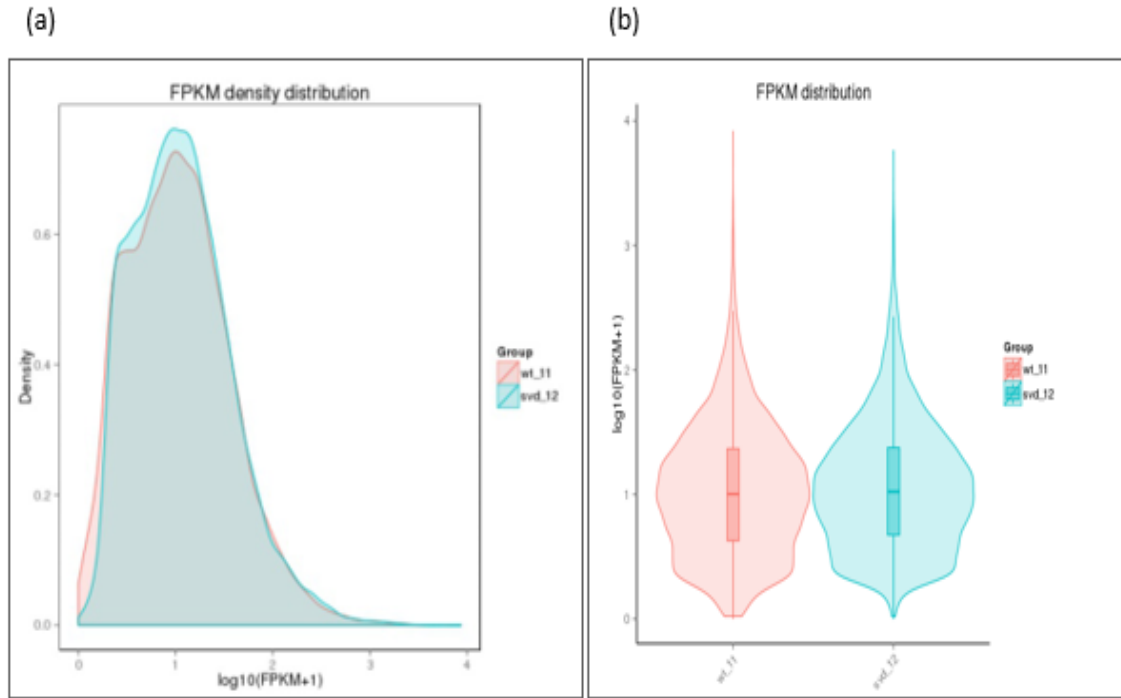 (a)
FPKM density distribution
Density
0.6
0.4
0.2
0.0
0 1 2 3 4
log10(FPKM+1)
Group
wt_11
svd_12
(b)
FPKM distribution
log10(FPKM+1)
4
3
2
1
0
wt_11
svd_12
Group
wt_11
svd_12